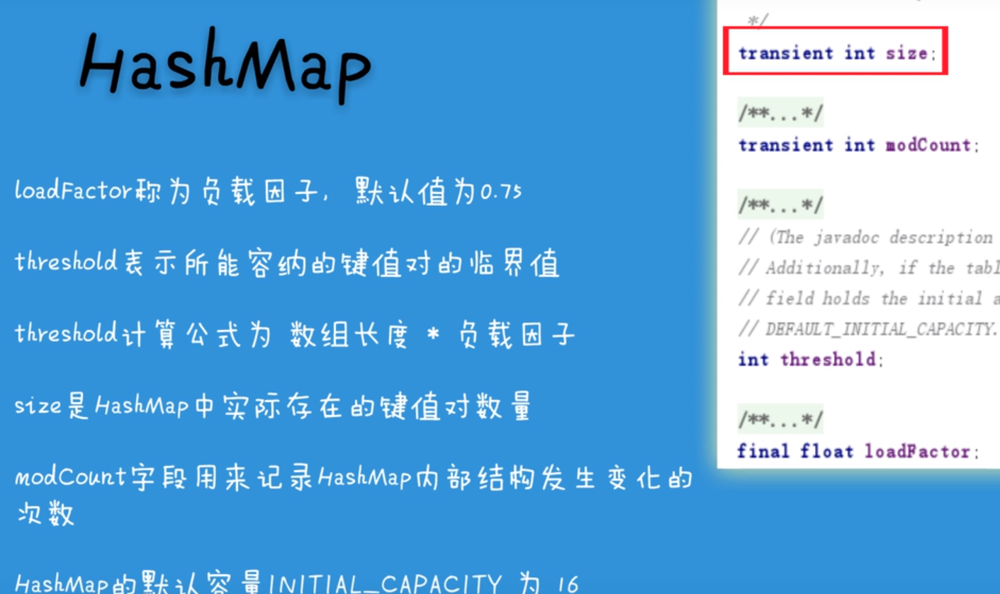 HashMap
loadFactor称为负载因子，默认值为0.75
threshold表示所能容纳的键值对的临界值
threshold计算公式为 数组长度 * 负载因子
size是HashMap中实际存在的键值对数量
modCount字段用来记录HashMap内部结构发生变化的
次数
HashMap的默认容量INITIAL_CAPACITY 为 16
*/
transient int size;
/**...*/
transient int modCount;
/**...*/
// (The javadoc description
// Additionally, if the tabl
// field holds the initial a
// DEFAULT_INITIAL_CAPACITY.
int threshold;
/**...*/
final float loadFactor;